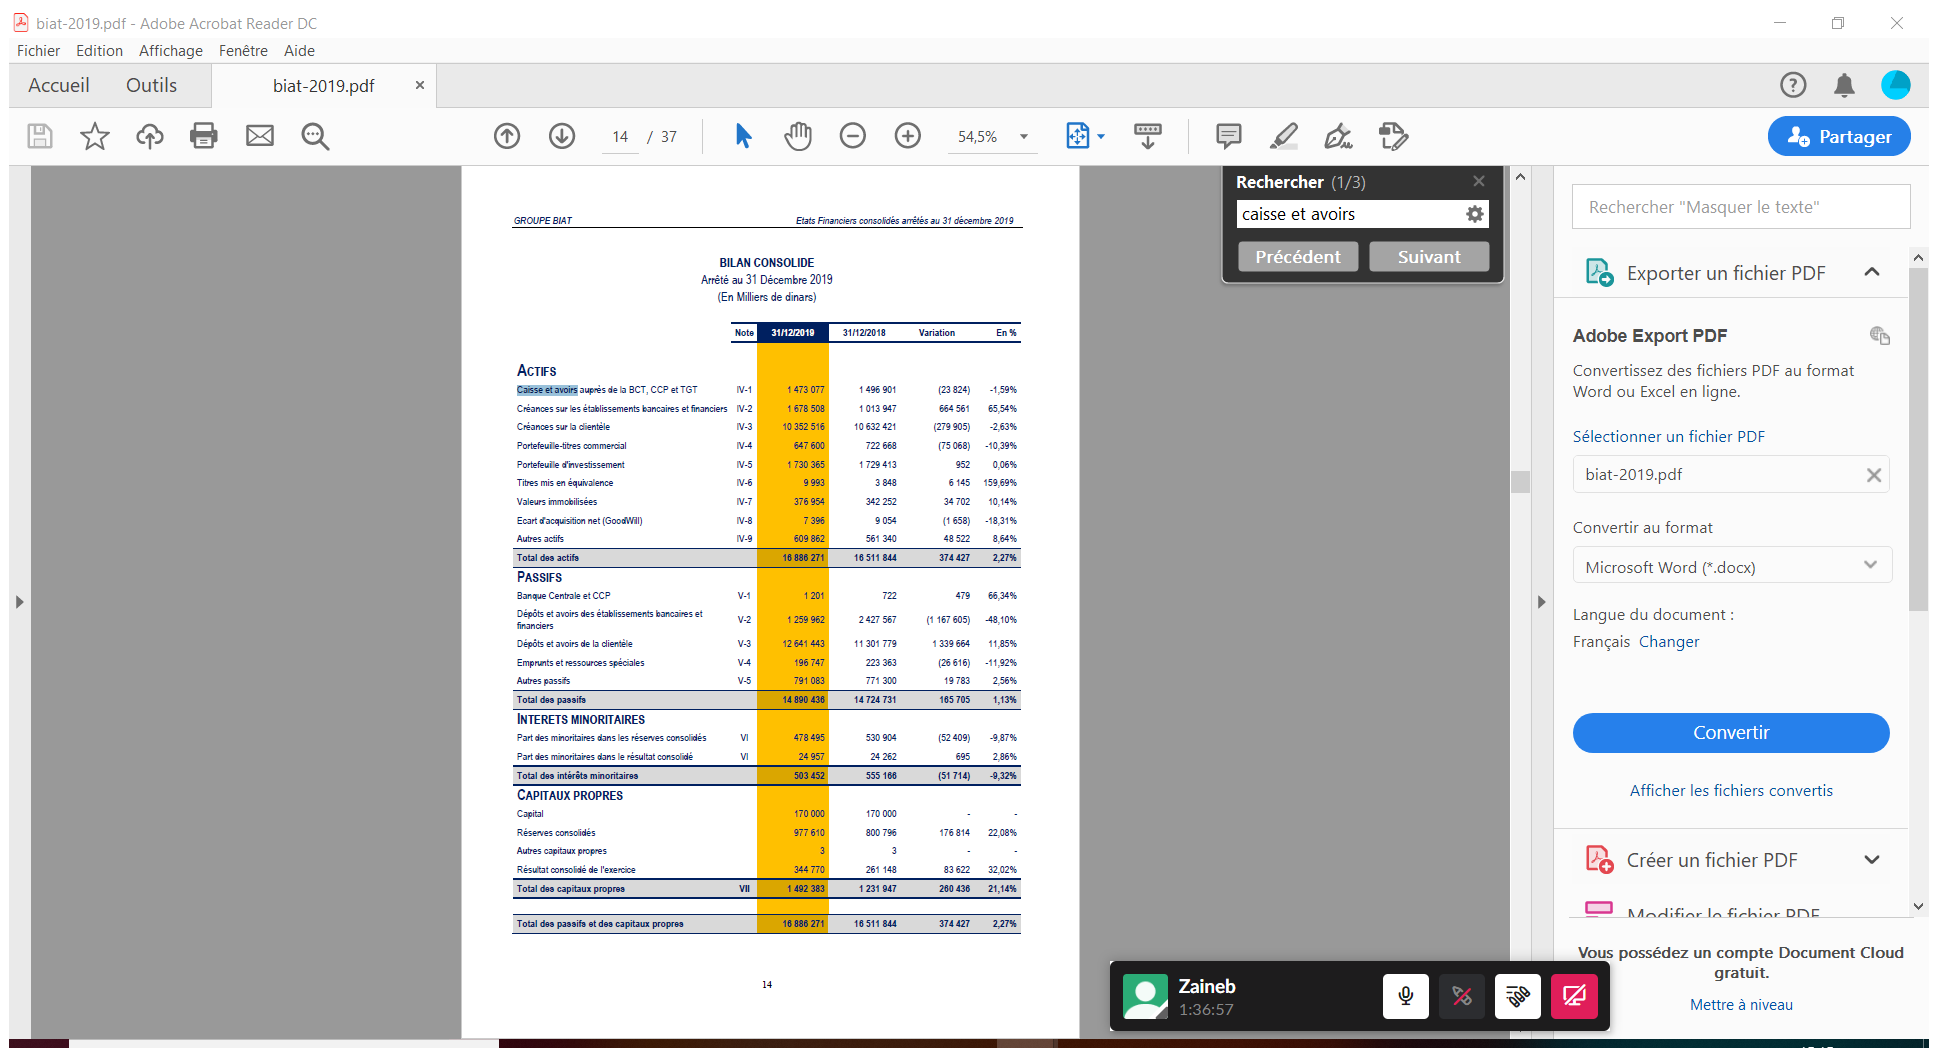 biat-2019.pdf - Adobe Acrobat Reader DC
Fichier Edition Affichage Fenêtre Aide
Accueil Outils biat-2019.pdf
14 / 37 54,5% Partager
Rechercher (1/3)
caisse et avoirs
Précédent Suivant
GROUPE BIAT Etats Financiers consolidés arrêtés au 31 décembre 2019
BILAN CONSOLIDE
Arrêté au 31 Décembre 2019
(En Milliers de dinars)
Note 31/12/2019 31/12/2018 Variation En %
ACTIFS
Caisse et avoirs auprès de la BCT, CCP et TGT IV-1 1 473 077 1 496 901 (23 824) -1,59%
Créances sur les établissements bancaires et financiers IV-2 1 678 508 1 013 947 664 561 65,54%
Créances sur la clientèle IV-3 10 352 516 10 632 421 (279 905) -2,63%
Portefeuille-titres commercial IV-4 647 600 722 668 (75 068) -10,39%
Portefeuille d'investissement IV-5 1 730 365 1 729 413 952 0,06%
Titres mis en équivalence IV-6 9 993 3 848 6 145 159,69%
Valeurs immobilisées IV-7 376 954 342 252 34 702 10,14%
Ecart d'acquisition net (GoodWill) IV-8 7 396 9 054 (1 658) -18,31%
Autres actifs IV-9 609 862 561 340 48 522 8,64%
Total des actifs 16 886 271 16 511 844 374 427 2,27%
PASSIFS
Banque Centrale et CCP V-1 1 201 722 479 66,34%
Dépôts et avoirs des établissements bancaires et
financiers V-2 1 259 962 2 427 567 (1 167 605) -48,10%
Dépôts et avoirs de la clientèle V-3 12 641 443 11 301 779 1 339 664 11,85%
Emprunts et ressources spéciales V-4 196 747 223 363 (26 616) -11,92%
Autres passifs V-5 791 083 771 300 19 783 2,56%
Total des passifs 14 890 436 14 724 731 165 705 1,13%
INTERETS MINORITAIRES
Part des minoritaires dans les réserves consolidés VI 478 495 530 904 (52 409) -9,87%
Part des minoritaires dans le résultat consolidé VI 24 957 24 262 695 2,86%
Total des intérêts minoritaires 503 452 555 166 (51 714) -9,32%
CAPITAUX PROPRES
Capital 170 000 170 000 - -
Réserves consolidés 977 610 800 796 176 814 22,08%
Autres capitaux propres 3 3 - -
Résultat consolidé de l'exercice 344 770 261 148 83 622 32,02%
Total des capitaux propres VII 1 492 383 1 231 947 260 436 21,14%
Total des passifs et des capitaux propres 16 886 271 16 511 844 374 427 2,27%
14
Rechercher "Masquer le texte"
Exporter un fichier PDF
Adobe Export PDF
Convertissez des fichiers PDF au format
Word ou Excel en ligne.
Sélectionner un fichier PDF
biat-2019.pdf
Convertir au format
Microsoft Word (*.docx)
Langue du document :
Français Changer
Convertir
Afficher les fichiers convertis
Créer un fichier PDF
Modifier le fichier PDF
Vous possédez un compte Document Cloud
gratuit.
Mettre à niveau
Zaineb
1:36:57